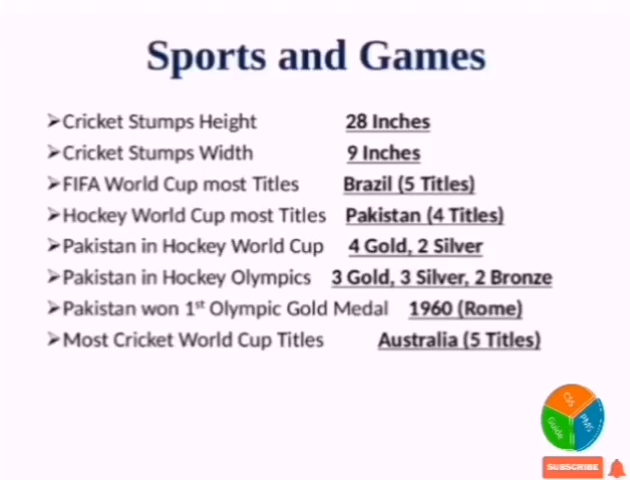 Sports and Games
➢Cricket Stumps Height 28 Inches
➢Cricket Stumps Width 9 Inches
➢FIFA World Cup most Titles Brazil (5 Titles)
➢Hockey World Cup most Titles Pakistan (4 Titles)
➢Pakistan in Hockey World Cup 4 Gold, 2 Silver
➢Pakistan in Hockey Olympics 3 Gold, 3 Silver, 2 Bronze
➢Pakistan won 1st Olympic Gold Medal 1960 (Rome)
➢Most Cricket World Cup Titles Australia (5 Titles)
CSS
Guide
PMS
SUBSCRIBE